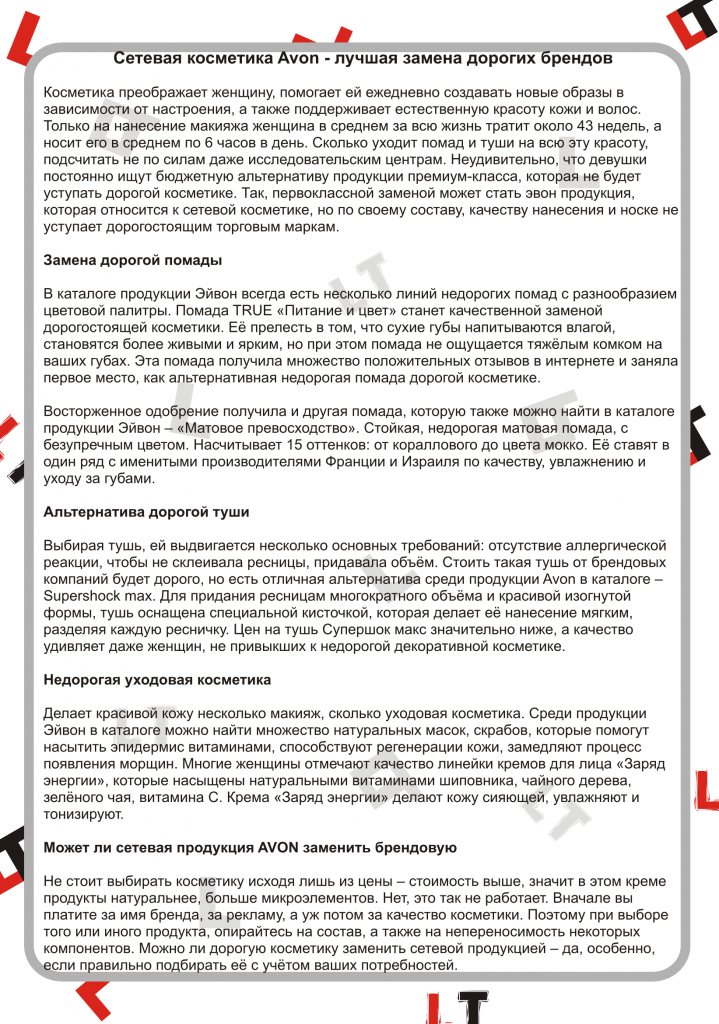 Сетевая косметика Avon - лучшая замена дорогих брендов
Косметика преображает женщину, помогает ей ежедневно создавать новые образы в
зависимости от настроения, а также поддерживает естественную красоту кожи и волос.
Только на нанесение макияжа женщина в среднем за всю жизнь тратит около 43 недель, а
носит его в среднем по 6 часов в день. Сколько уходит помад и туши на всю эту красоту,
подсчитать не по силам даже исследовательским центрам. Неудивительно, что девушки
постоянно ищут бюджетную альтернативу продукции премиум-класса, которая не будет
уступать дорогой косметике. Так, первоклассной заменой может стать эвон продукция,
которая относится к сетевой косметике, но по своему составу, качеству нанесения и носке не
уступает дорогостоящим торговым маркам.
Замена дорогой помады
В каталоге продукции Эйвон всегда есть несколько линий недорогих помад с разнообразием
цветовой палитры. Помада TRUE «Питание и цвет» станет качественной заменой
дорогостоящей косметики. Её прелесть в том, что сухие губы напитываются влагой,
становятся более живыми и ярким, но при этом помада не ощущается тяжёлым комком на
ваших губах. Эта помада получила множество положительных отзывов в интернете и заняла
первое место, как альтернативная недорогая помада дорогой косметике.
Восторженное одобрение получила и другая помада, которую также можно найти в каталоге
продукции Эйвон – «Матовое превосходство». Стойкая, недорогая матовая помада, с
безупречным цветом. Насчитывает 15 оттенков: от кораллового до цвета мокко. Её ставят в
один ряд с именитыми производителями Франции и Израиля по качеству, увлажнению и
уходу за губами.
Альтернатива дорогой туши
Выбирая тушь, ей выдвигается несколько основных требований: отсутствие аллергической
реакции, чтобы не склеивала ресницы, придавала объём. Стоить такая тушь от брендовых
компаний будет дорого, но есть отличная альтернатива среди продукции Avon в каталоге –
Supershock max. Для придания ресницам многократного объёма и красивой изогнутой
формы, тушь оснащена специальной кисточкой, которая делает её нанесение мягким,
разделяя каждую ресничку. Цен на тушь Супершок макс значительно ниже, а качество
удивляет даже женщин, не привыкших к недорогой декоративной косметике.
Недорогая уходовая косметика
Делает красивой кожу несколько макияж, сколько уходовая косметика. Среди продукции
Эйвон в каталоге можно найти множество натуральных масок, скрабов, которые помогут
насытить эпидермис витаминами, способствуют регенерации кожи, замедляют процесс
появления морщин. Многие женщины отмечают качество линейки кремов для лица «Заряд
энергии», которые насыщены натуральными витаминами шиповника, чайного дерева,
зелёного чая, витамина С. Крема «Заряд энергии» делают кожу сияющей, увлажняют и
тонизируют.
Может ли сетевая продукция AVON заменить брендовую
Не стоит выбирать косметику исходя лишь из цены – стоимость выше, значит в этом креме
продукты натуральнее, больше микроэлементов. Нет, это так не работает. Вначале вы
платите за имя бренда, за рекламу, а уж потом за качество косметики. Поэтому при выборе
того или иного продукта, опирайтесь на состав, а также на непереносимость некоторых
компонентов. Можно ли дорогую косметику заменить сетевой продукцией – да, особенно,
если правильно подбирать её с учётом ваших потребностей.
LT